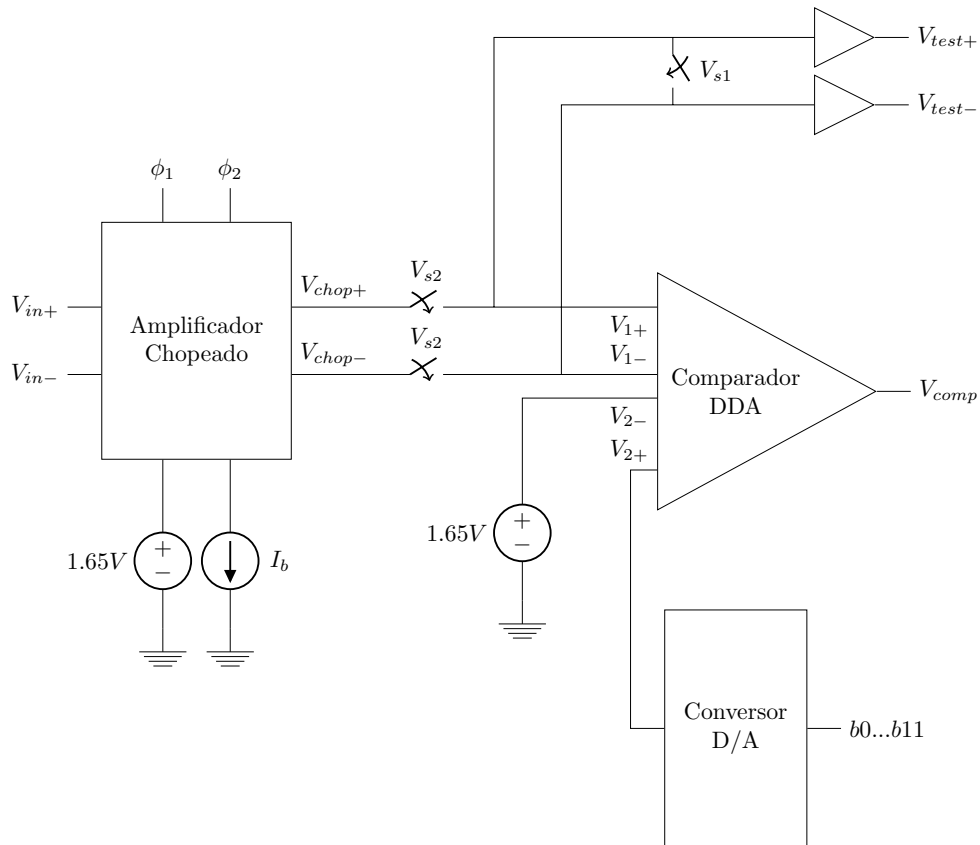 V_{test+}
V_{s1}
V_{test-}
ϕ_1 ϕ_2
V_{in+}
V_{in-}
Amplificador
Chopeado
V_{chop+}
V_{chop-}
V_{s2}
V_{s2}
V_{1+}
V_{1-}
V_{2-}
V_{2+}
Comparador
DDA
V_{comp}
1.65V
+
−
I_b
1.65V
+
−
Conversor
D/A
b0...b11